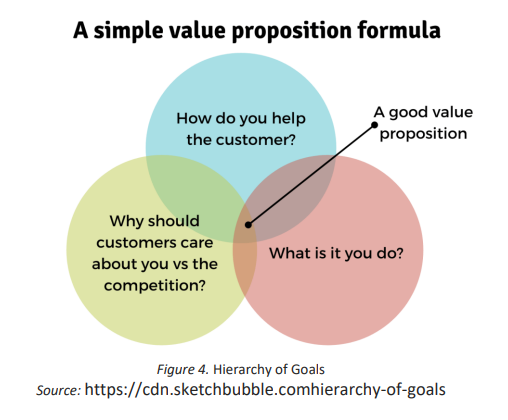 A simple value proposition formula
How do you help
the customer?
A good value
proposition
Why should
customers care
about you vs the
competition?
What is it you do?
Figure 4. Hierarchy of Goals
Source: https://cdn.sketchbubble.comhierarchy-of-goals